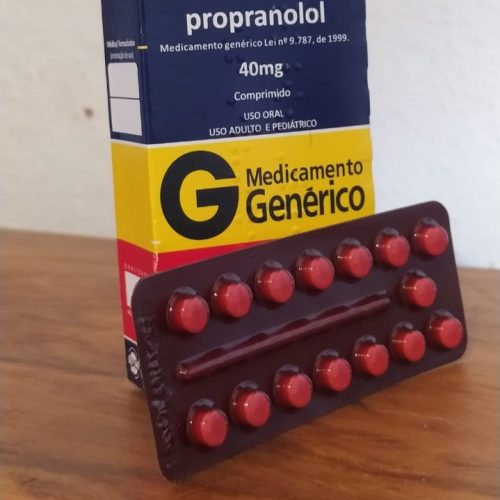 propranolol
Medicamento genérico Lei nº 9.787, de 1999.
40mg
Comprimido
USO ORAL
USO ADULTO E PEDIÁTRICO
G Medicamento
Genérico